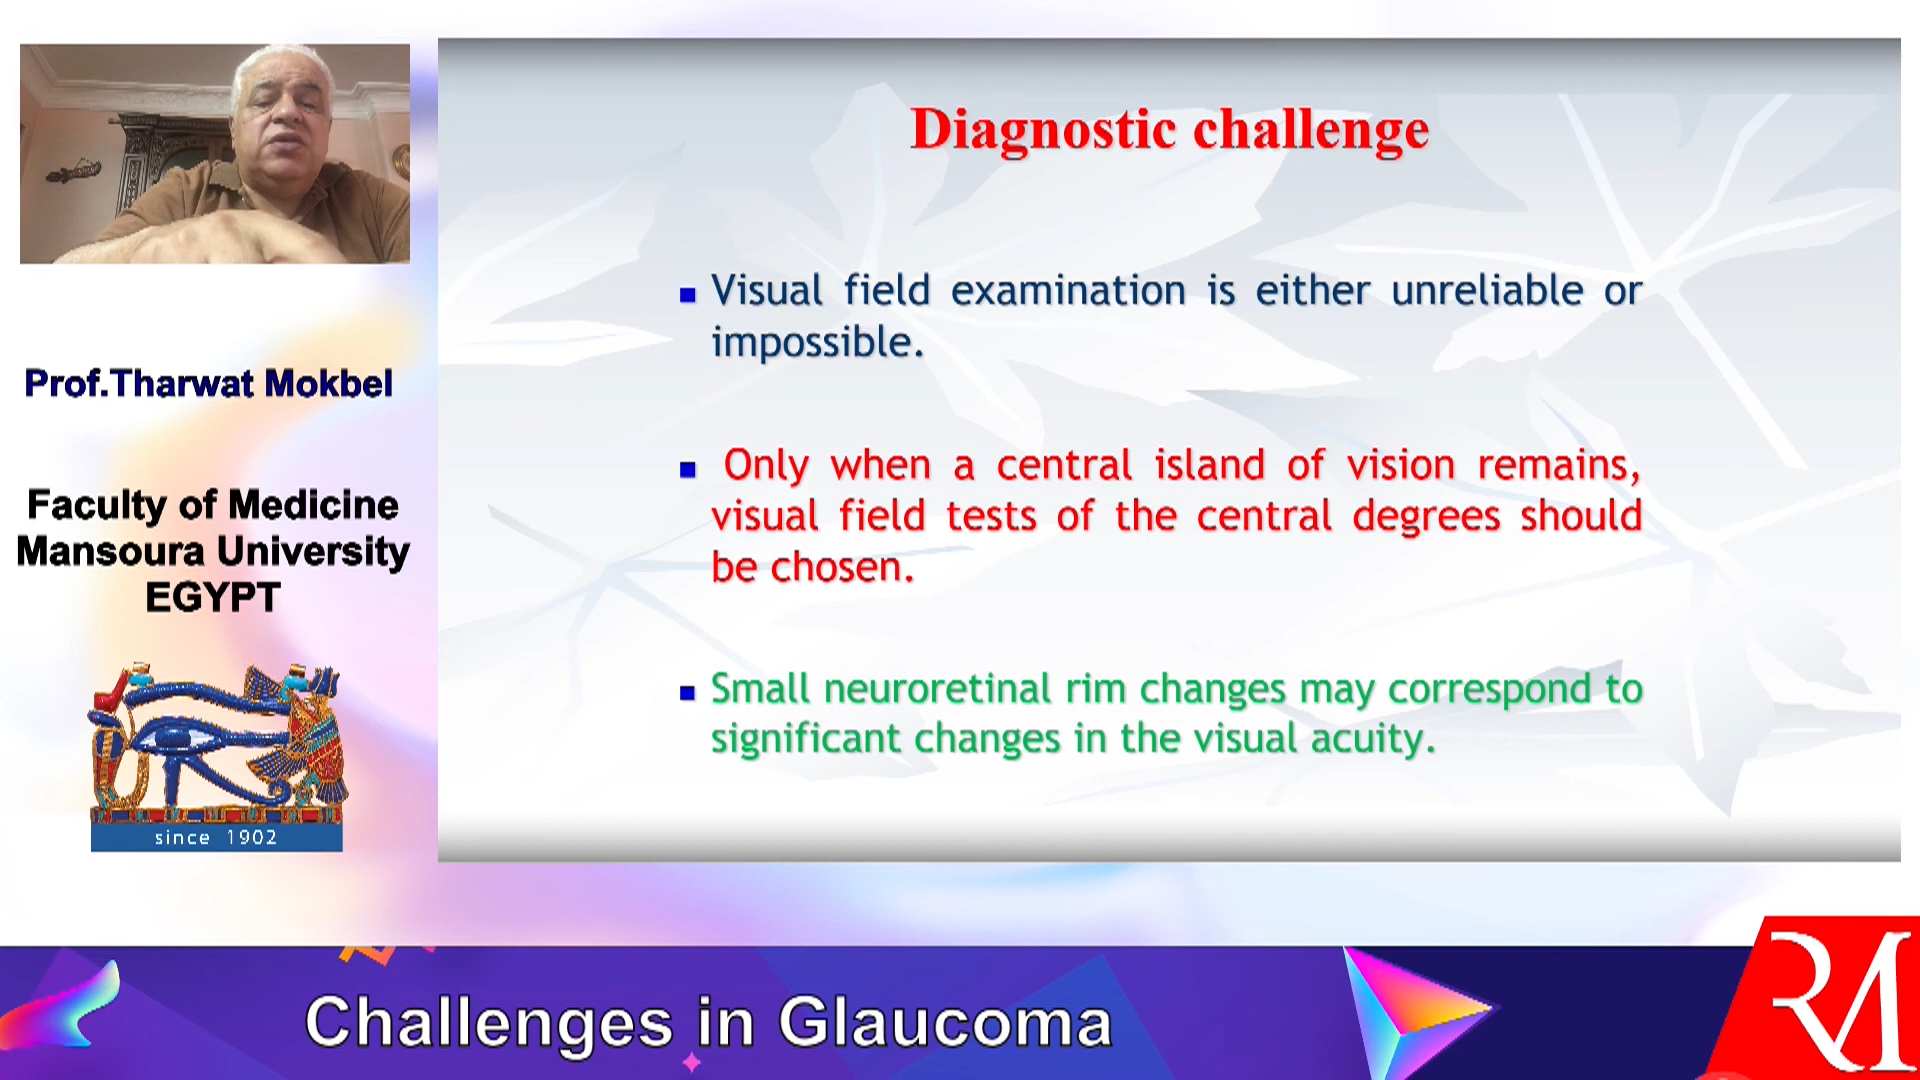 Diagnostic challenge
Visual field examination is either unreliable or
impossible.
Only when a central island of vision remains,
visual field tests of the central degrees should
be chosen.
Small neuroretinal rim changes may correspond to
significant changes in the visual acuity.
Prof.Tharwat Mokbel
Faculty of Medicine
Mansoura University
EGYPT
since 1902
Challenges in Glaucoma
RM